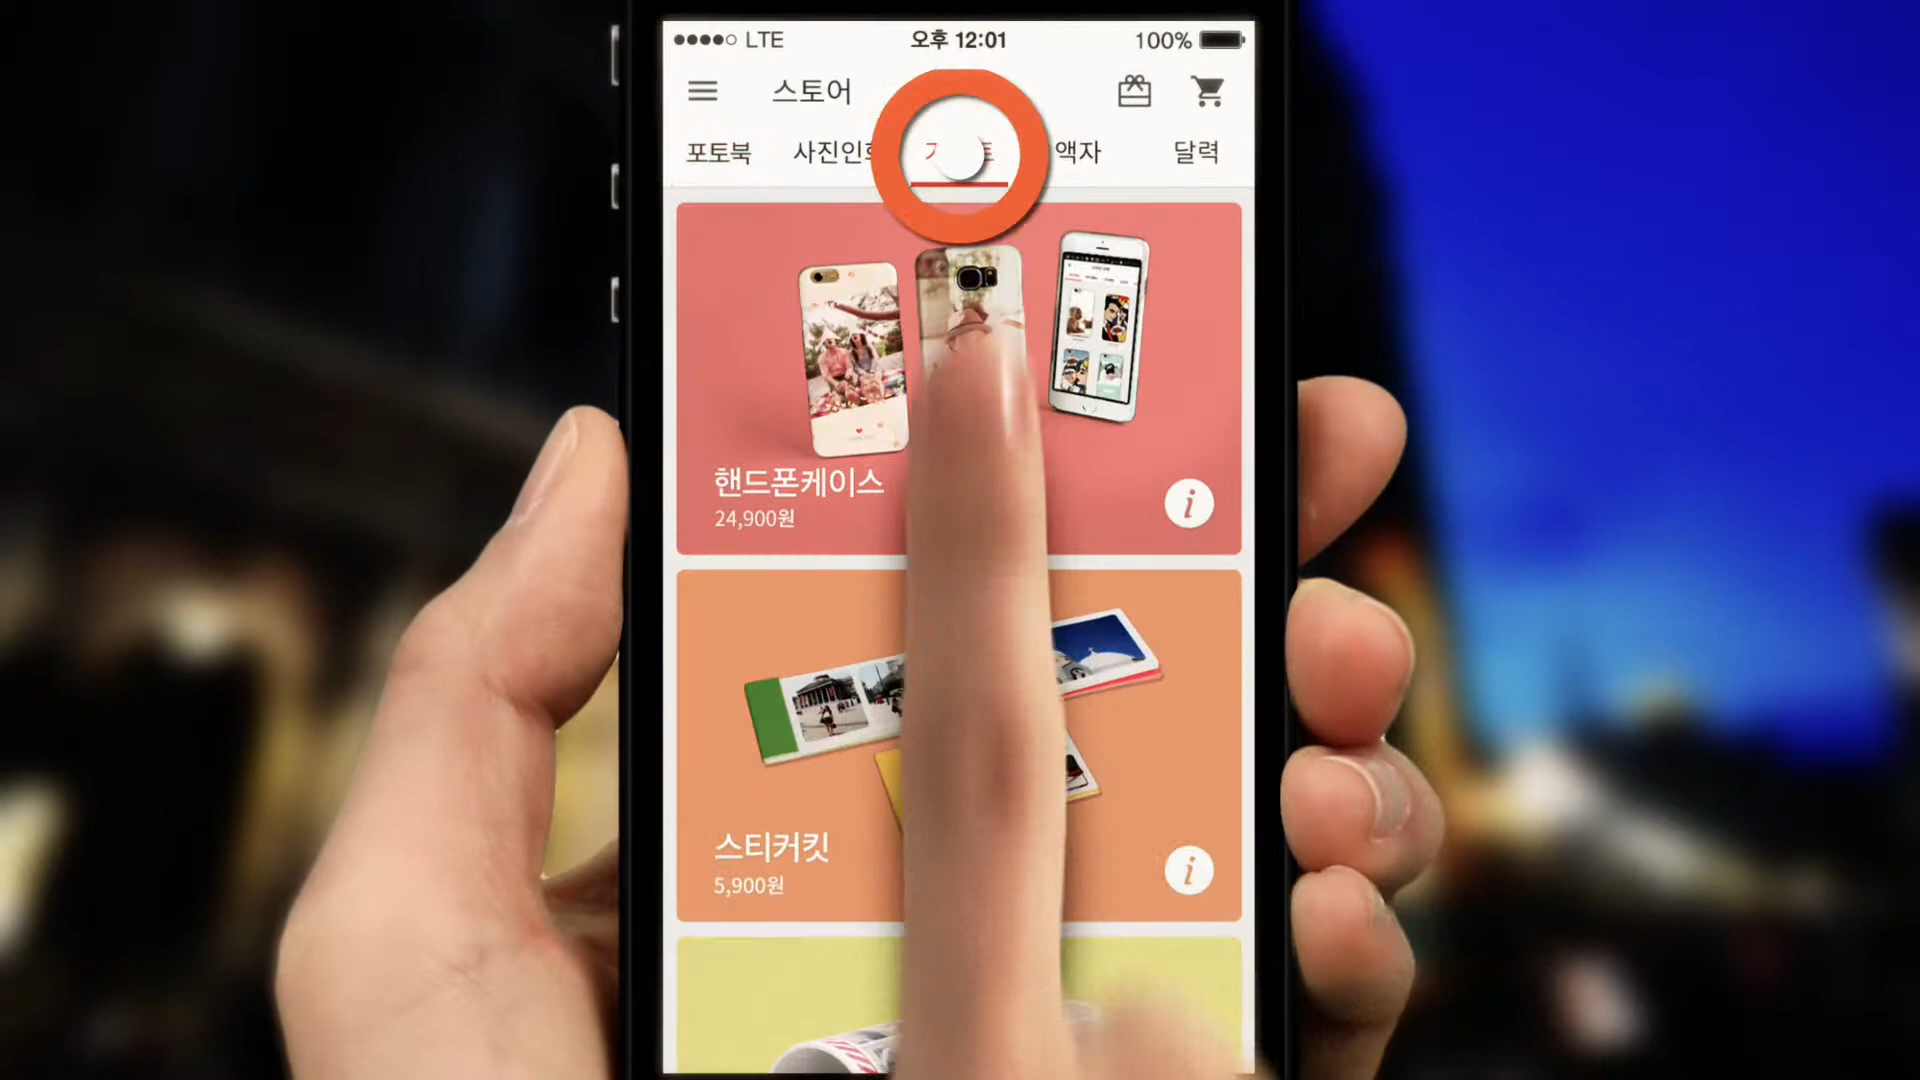 LTE 오후 12:01 100%
스토어
포토북 액자 달력
핸드폰케이스
24,900원
i
스티커킷
5,900원
i